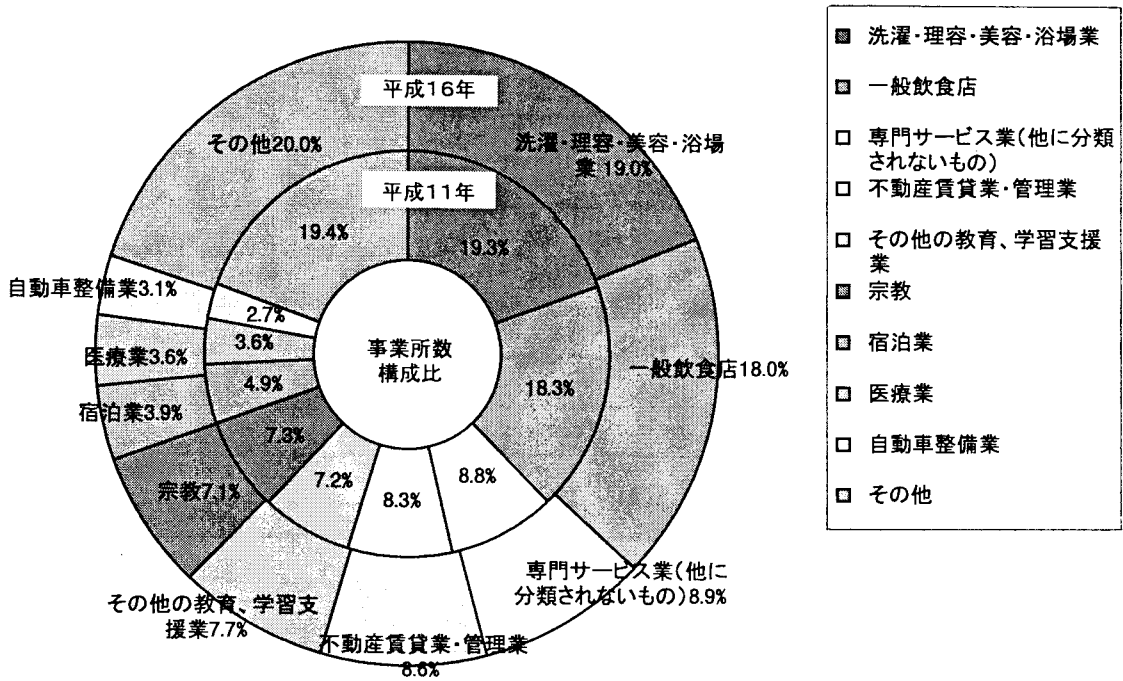 平成16年
その他20.0%
洗濯・理容・美容・浴場
業 19.0%
平成11年
19.4%
19.3%
自動車整備業3.1%
2.7%
医療業3.6%
3.6%
事業所数
構成比
一般飲食店18.0%
18.3%
宿泊業3.9%
4.9%
宗教7.1%
7.3%
7.2%
8.3%
8.8%
専門サービス業(他に
分類されないもの)8.9%
その他の教育、学習支
援業7.7%
不動産賃貸業・管理業
8.6%
洗濯・理容・美容・浴場業
一般飲食店
専門サービス業(他に分類
されないもの)
不動産賃貸業・管理業
その他の教育、学習支援
業
宗教
宿泊業
医療業
自動車整備業
その他